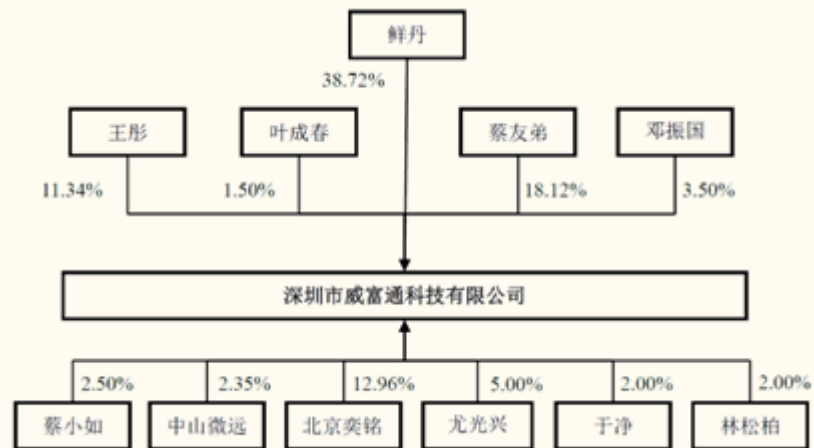 鲜丹
38.72%
王彤 叶成春 蔡友弟 邓振国
11.34% 1.50% 18.12% 3.50%
深圳市威富通科技有限公司
2.50% 2.35% 12.96% 5.00% 2.00% 2.00%
蔡小如 中山微远 北京奕铭 尤光兴 于净 林松柏